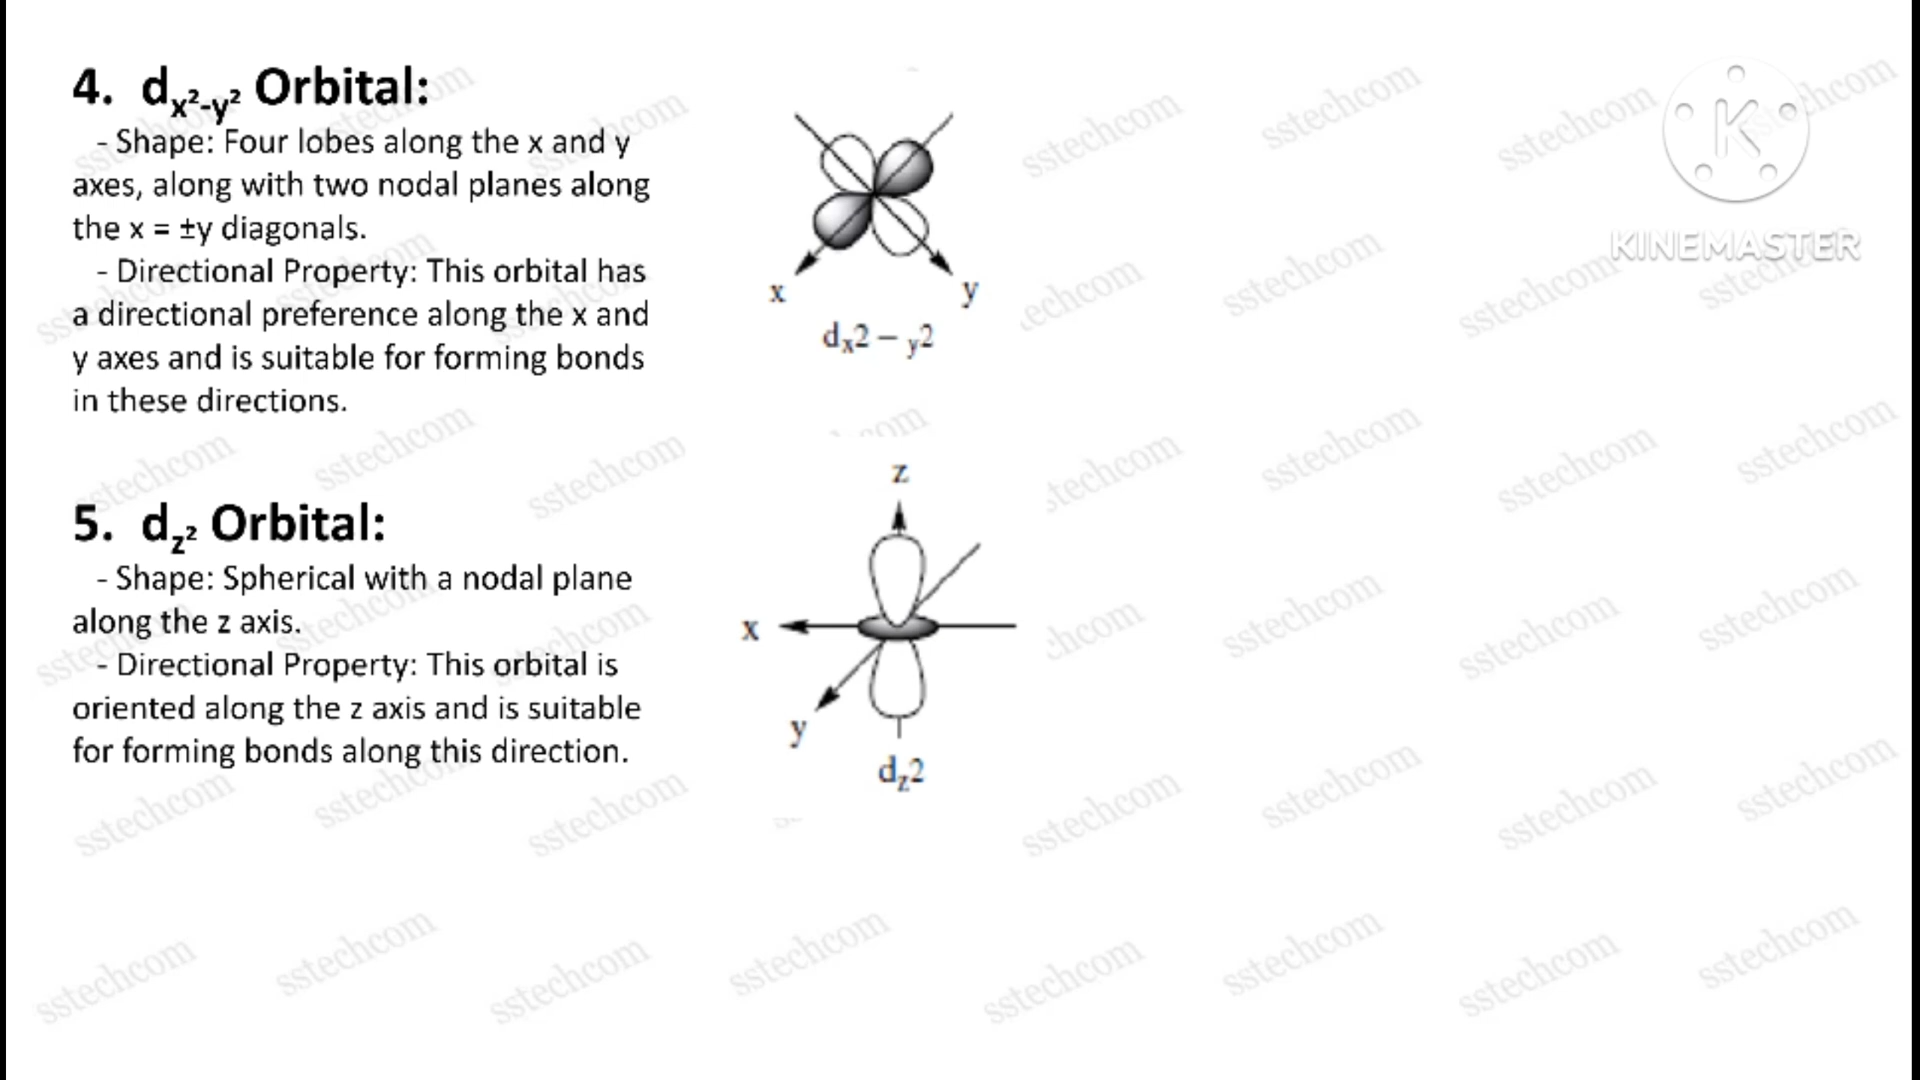 4. dx²-y² Orbital:
- Shape: Four lobes along the x and y
axes, along with two nodal planes along
the x = ±y diagonals.
- Directional Property: This orbital has
a directional preference along the x and
y axes and is suitable for forming bonds
in these directions.
x
y
dx2 – y2
5. dz² Orbital:
- Shape: Spherical with a nodal plane
along the z axis.
- Directional Property: This orbital is
oriented along the z axis and is suitable
for forming bonds along this direction.
z
x
y
dz2
K
KINEMASTER
sstechcom